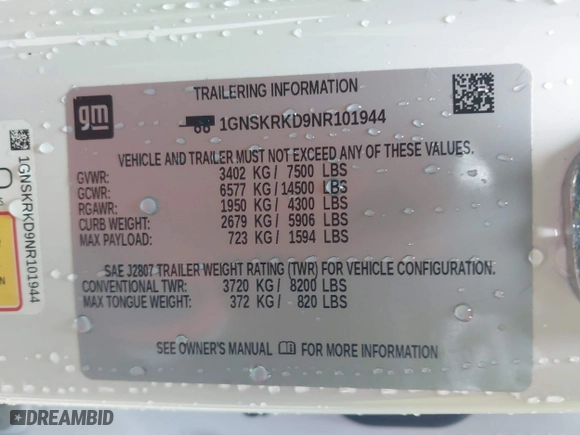 TRAILERING INFORMATION
gm
1GNSKRKD9NR101944
VEHICLE AND TRAILER MUST NOT EXCEED ANY OF THESE VALUES.
GVWR: 3402 KG / 7500 LBS
GCWR: 6577 KG / 14500 LBS
RGAWR: 1950 KG / 4300 LBS
CURB WEIGHT: 2679 KG / 5906 LBS
MAX PAYLOAD: 723 KG / 1594 LBS
SAE J2807 TRAILER WEIGHT RATING (TWR) FOR VEHICLE CONFIGURATION:
CONVENTIONAL TWR: 3720 KG / 8200 LBS
MAX TONGUE WEIGHT: 372 KG / 820 LBS
SEE OWNER'S MANUAL FOR MORE INFORMATION
1GNSKRKD9NR101944
DREAMBID